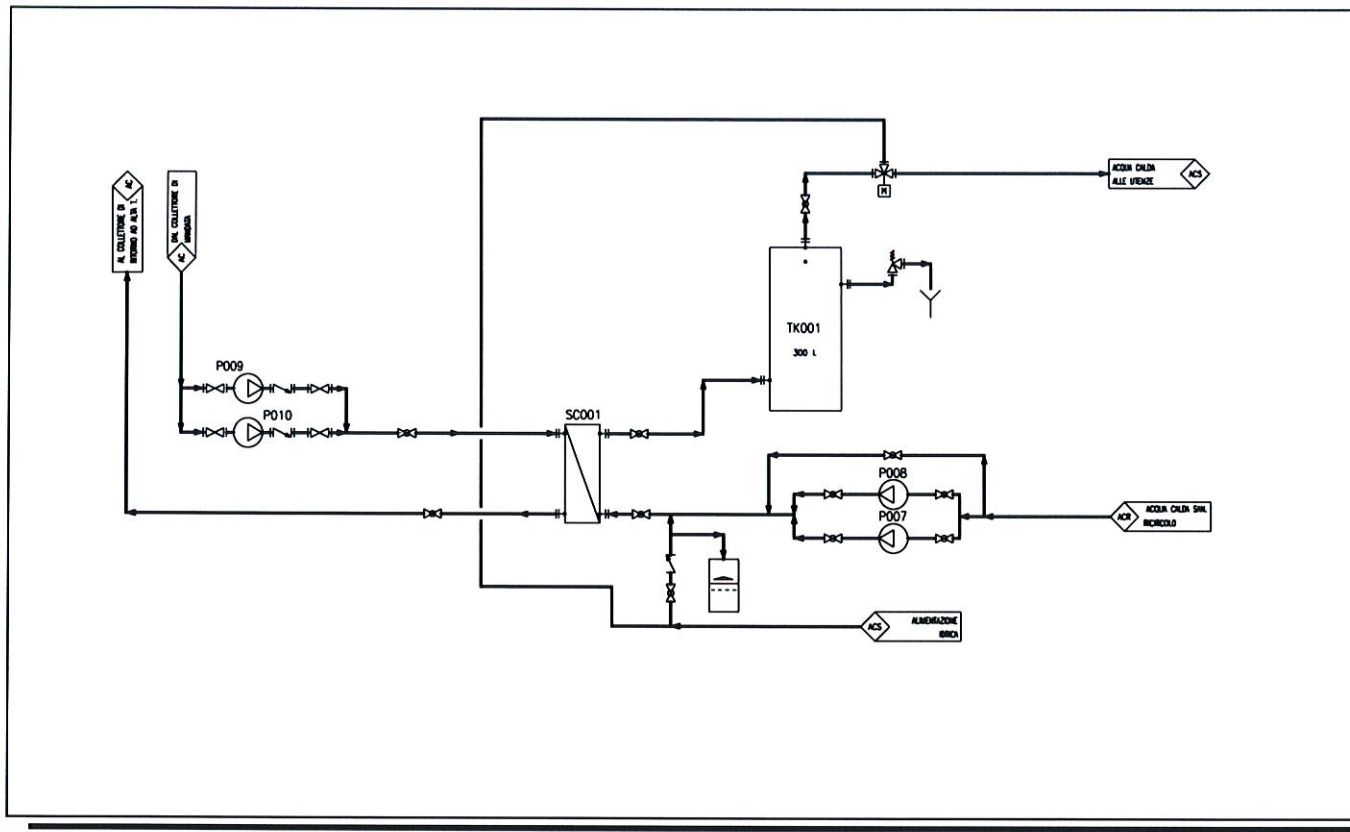 ACQUA CALDA
ALLE UTENZE
ACS
M
AC
AL COLLETTORE DI
RITORNO AD ALTA T.
DAL COLLETTORE DI
MANDATA
AC
TK001
300 L
P009
P010
SC001
P008
P007
ACR
ACQUA CALDA SAN.
RICIRCOLO
ACS
ALIMENTAZIONE
IDRICA